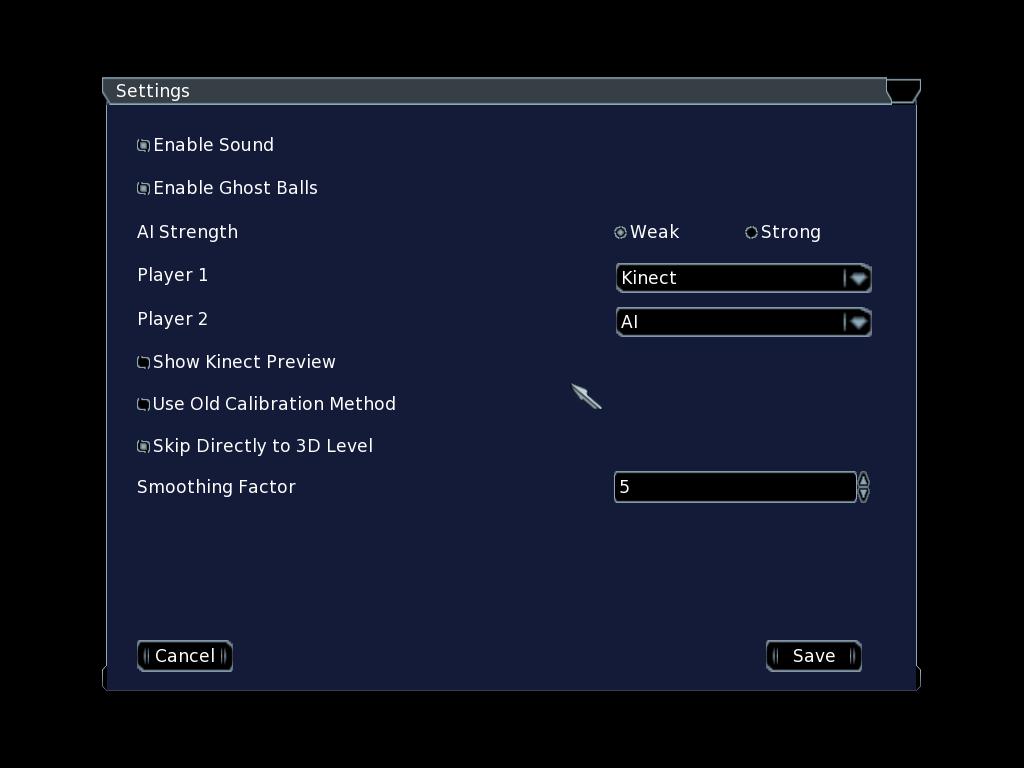 Settings
Enable Sound
Enable Ghost Balls
AI Strength Weak Strong
Player 1 Kinect
Player 2 AI
Show Kinect Preview
Use Old Calibration Method
Skip Directly to 3D Level
Smoothing Factor 5
Cancel Save